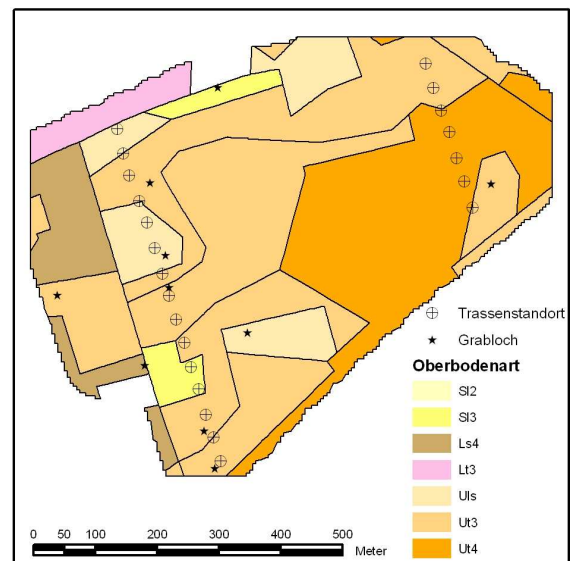 Trassenstandort
Grabloch
Oberbodenart
Sl2
Sl3
Ls4
Lt3
Uls
Ut3
Ut4
0 50 100 200 300 400 500
Meter